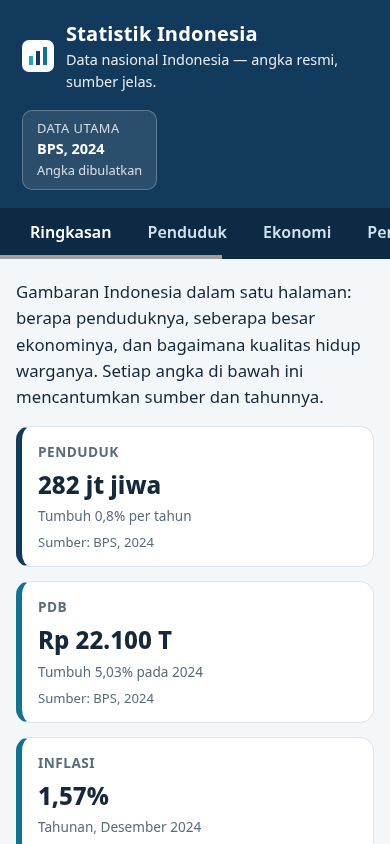 Statistik Indonesia
Data nasional Indonesia — angka resmi,
sumber jelas.
DATA UTAMA
BPS, 2024
Angka dibulatkan
Ringkasan Penduduk Ekonomi
Gambaran Indonesia dalam satu halaman:
berapa penduduknya, seberapa besar
ekonominya, dan bagaimana kualitas hidup
warganya. Setiap angka di bawah ini
mencantumkan sumber dan tahunnya.
PENDUDUK
282 jt jiwa
Tumbuh 0,8% per tahun
Sumber: BPS, 2024
PDB
Rp 22.100 T
Tumbuh 5,03% pada 2024
Sumber: BPS, 2024
INFLASI
1,57%
Tahunan, Desember 2024